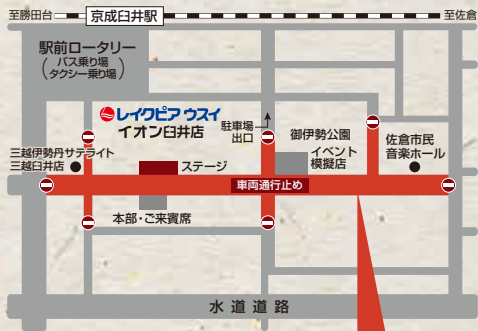 至勝田台
京成臼井駅
至佐倉
駅前ロータリー
(バス乗り場
タクシー乗り場)
レイクピア ウスイ
イオン臼井店
駐車場
出口
御伊勢公園
イベント
模擬店
佐倉市民
音楽ホール
三越伊勢丹サテライト
三越臼井店
ステージ
車両通行止め
本部・ご来賓席
水道道路